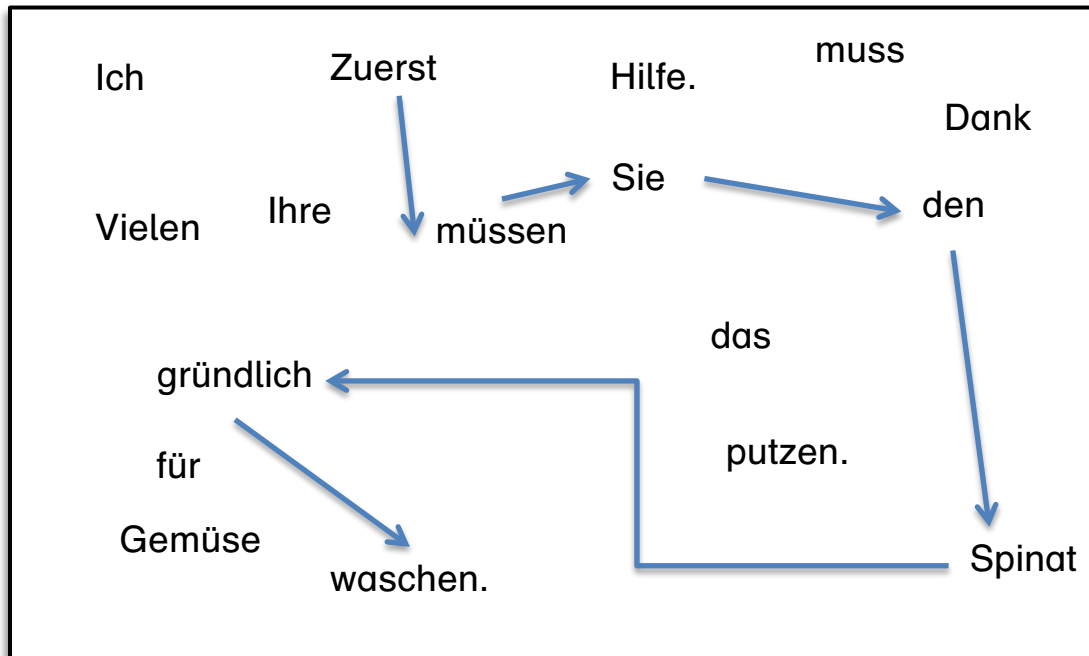 Ich
Zuerst
Hilfe.
muss
Dank
Vielen
Ihre
müssen
Sie
den
das
gründlich
putzen.
für
Gemüse
waschen.
Spinat